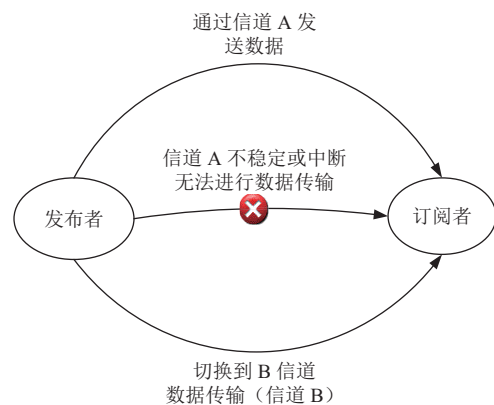 通过信道 A 发
送数据
信道 A 不稳定或中断
无法进行数据传输
发布者
订阅者
切换到 B 信道
数据传输（信道 B）